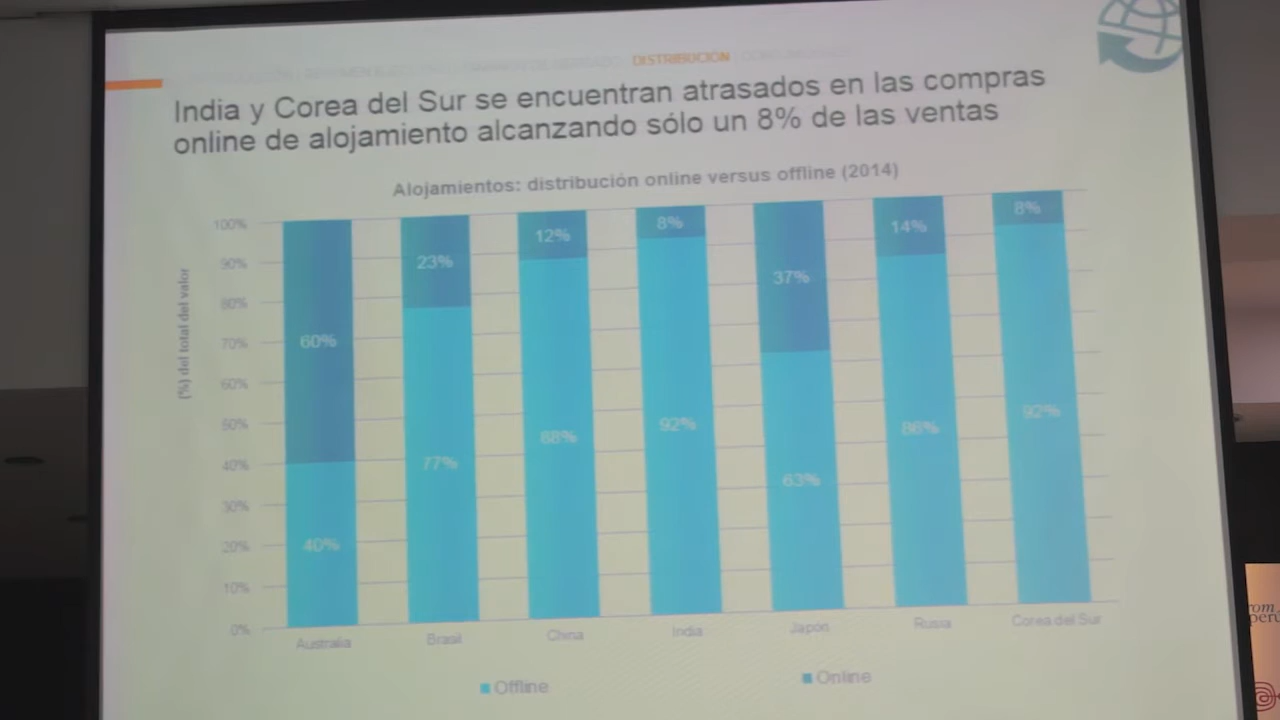 DISTRIBUCIÓN
India y Corea del Sur se encuentran atrasados en las compras
online de alojamiento alcanzando sólo un 8% de las ventas
Alojamientos: distribución online versus offline (2014)
(%) del total del valor
100%
90%
80%
70%
60%
50%
40%
30%
20%
10%
0%
60%
40%
23%
77%
12%
88%
8%
92%
37%
63%
14%
86%
8%
92%
Australia
Brasil
China
India
Japón
Rusia
Corea del Sur
Offline
Online